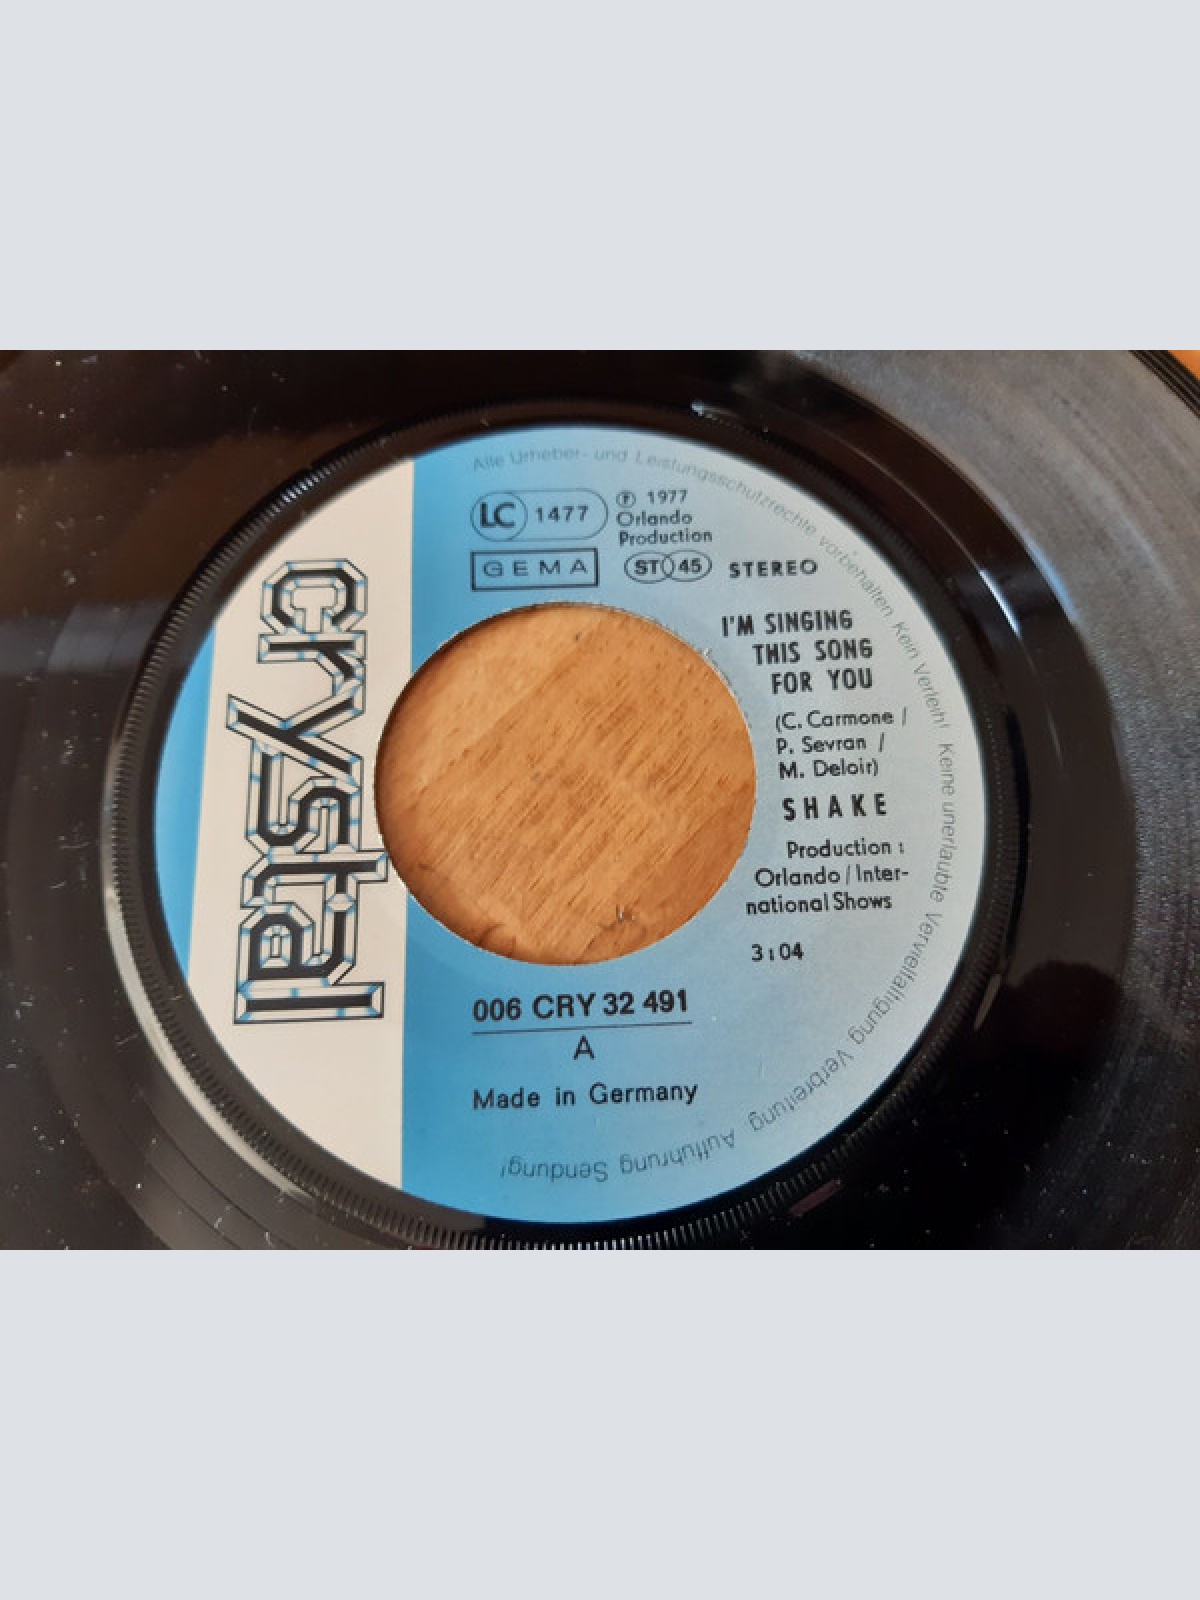 Alle Urheber- und Leistungsschutzrechte vorbehalten Kein Verleih! Keine unerlaubte Vervielfältigung Verbreitung Aufführung Sendung!
LC 1477
℗ 1977
Orlando
Production
GEMA
ST 45 STEREO
crystal
I'M SINGING
THIS SONG
FOR YOU
(C. Carmone /
P. Sevran /
M. Deloir)
SHAKE
Production :
Orlando / Inter-
national Shows
3:04
006 CRY 32 491
A
Made in Germany